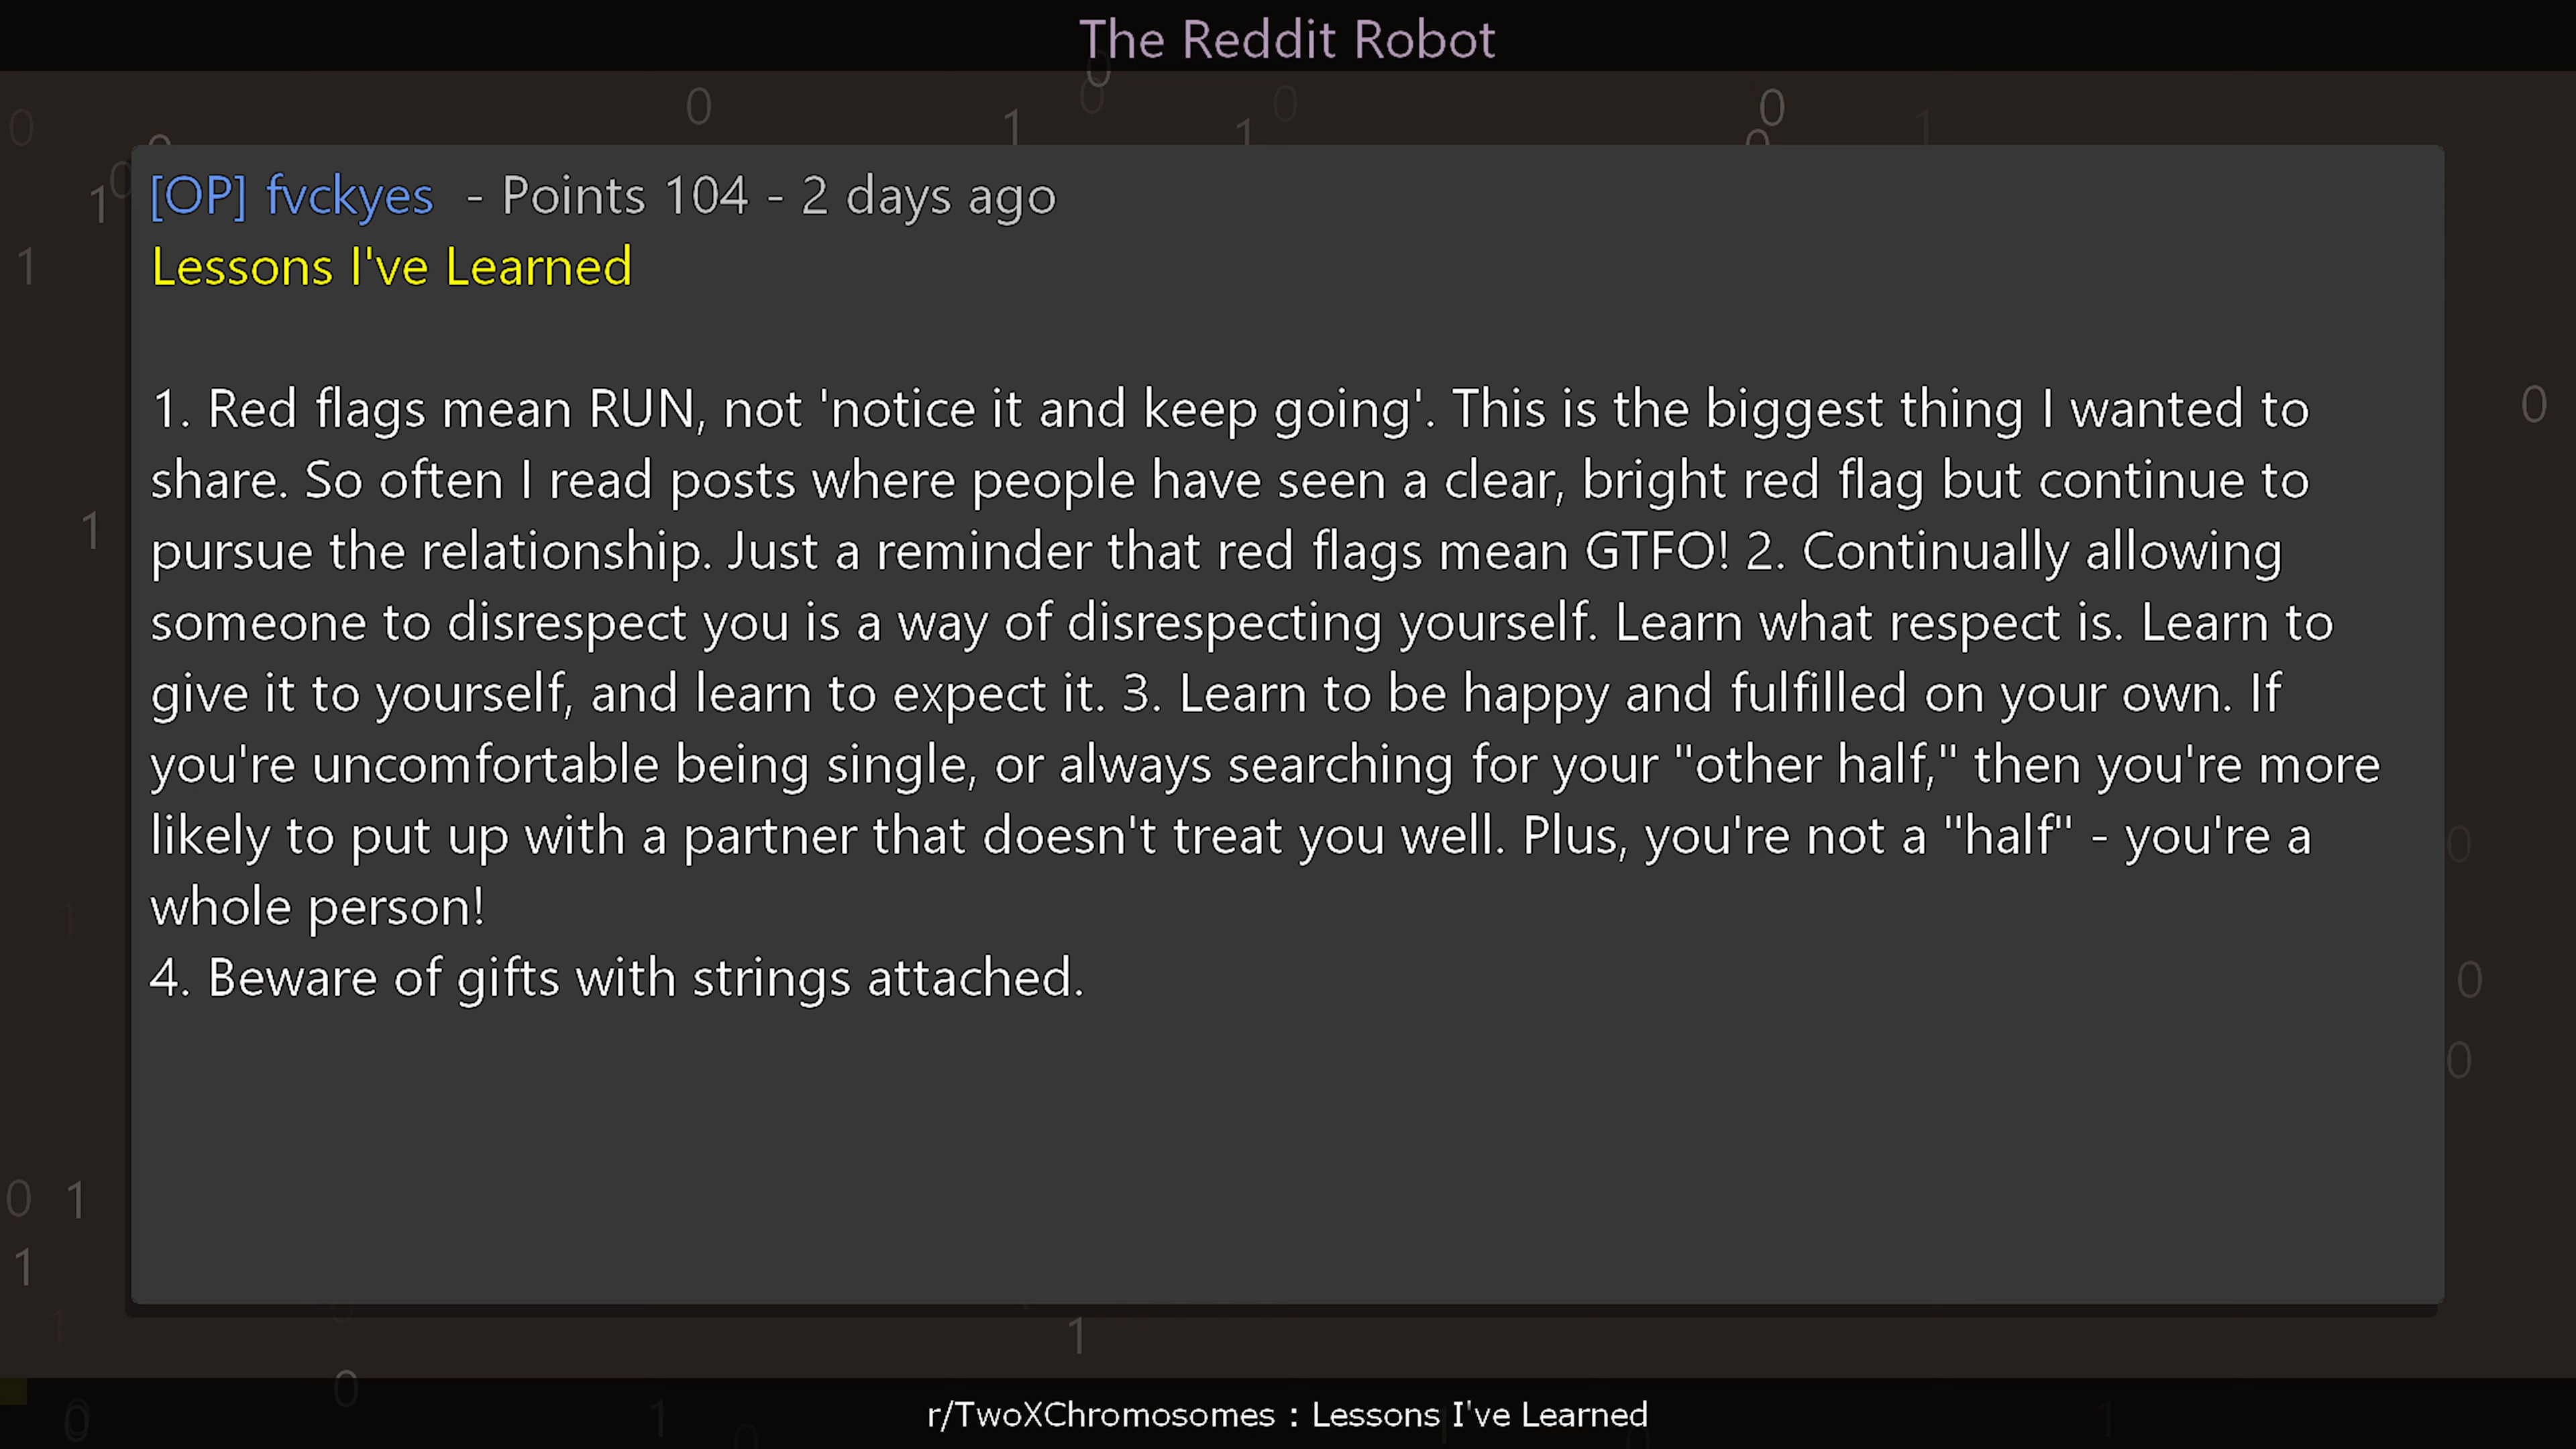 The Reddit Robot
[OP] fvckyes - Points 104 - 2 days ago
Lessons I've Learned
1. Red flags mean RUN, not 'notice it and keep going'. This is the biggest thing I wanted to
share. So often I read posts where people have seen a clear, bright red flag but continue to
pursue the relationship. Just a reminder that red flags mean GTFO! 2. Continually allowing
someone to disrespect you is a way of disrespecting yourself. Learn what respect is. Learn to
give it to yourself, and learn to expect it. 3. Learn to be happy and fulfilled on your own. If
you're uncomfortable being single, or always searching for your "other half," then you're more
likely to put up with a partner that doesn't treat you well. Plus, you're not a "half" - you're a
whole person!
4. Beware of gifts with strings attached.
r/TwoXChromosomes : Lessons I've Learned